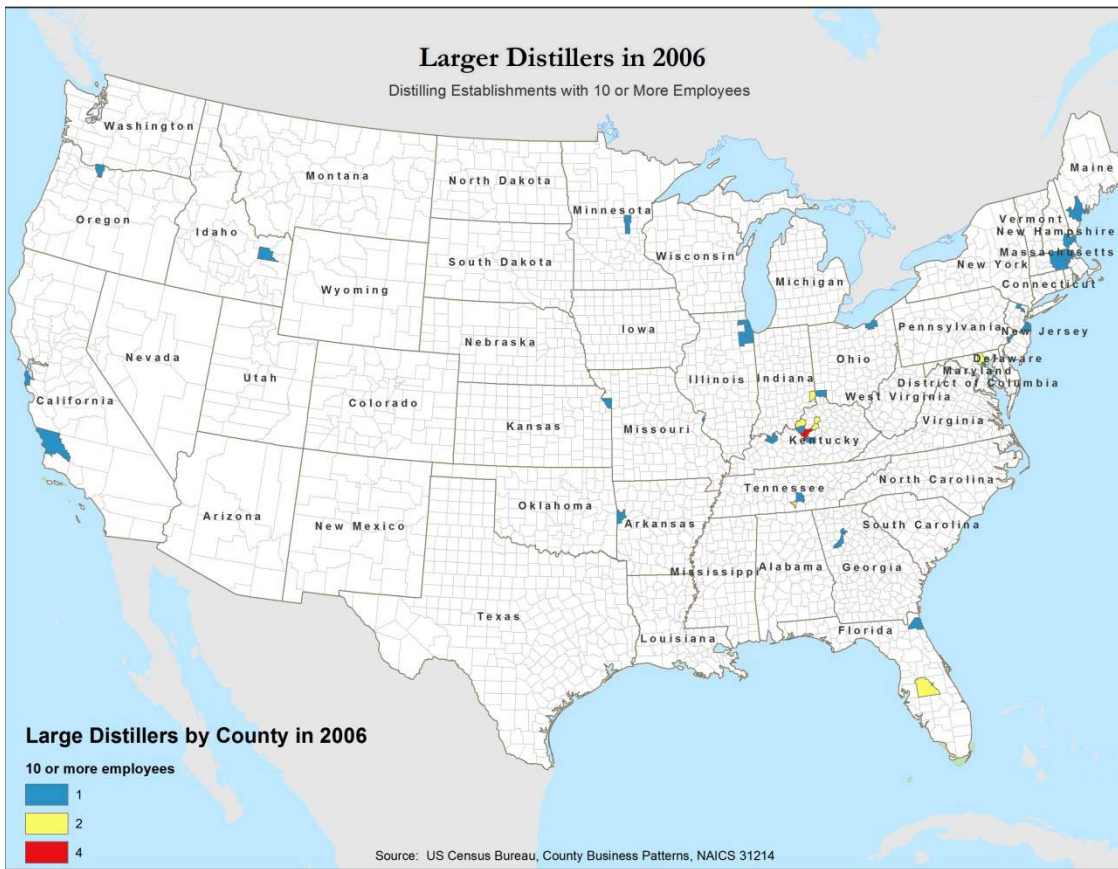 Larger Distillers in 2006
Distilling Establishments with 10 or More Employees
Washington
Montana
North Dakota
Minnesota
Maine
Oregon
Idaho
Vermont
New Hampshire
South Dakota
Wisconsin
Michigan
Massachusetts
New York
Wyoming
Connecticut
Iowa
Pennsylvania
New Jersey
Nebraska
Nevada
Ohio
Delaware
Utah
Illinois
Indiana
Maryland
District of Columbia
California
Colorado
West Virginia
Kansas
Missouri
Virginia
Kentucky
North Carolina
Tennessee
Oklahoma
Arizona
New Mexico
Arkansas
South Carolina
Mississippi
Alabama
Georgia
Texas
Louisiana
Florida
Large Distillers by County in 2006
10 or more employees
1
2
4
Source: US Census Bureau, County Business Patterns, NAICS 31214